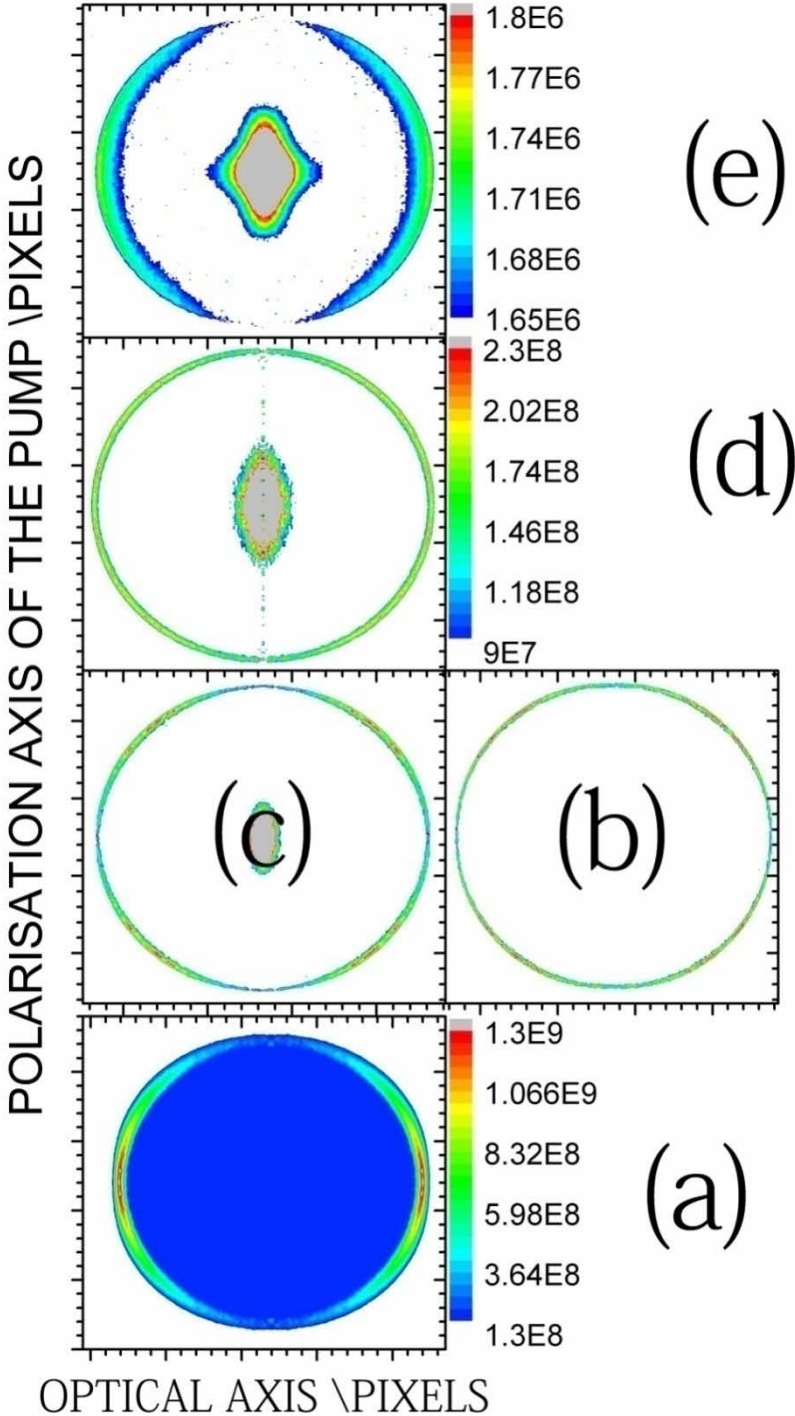 POLARISATION AXIS OF THE PUMP \PIXELS
1.8E6
1.77E6
1.74E6
1.71E6
1.68E6
1.65E6
(e)
2.3E8
2.02E8
1.74E8
1.46E8
1.18E8
9E7
(d)
(c)
(b)
1.3E9
1.066E9
8.32E8
5.98E8
3.64E8
1.3E8
(a)
OPTICAL AXIS \PIXELS